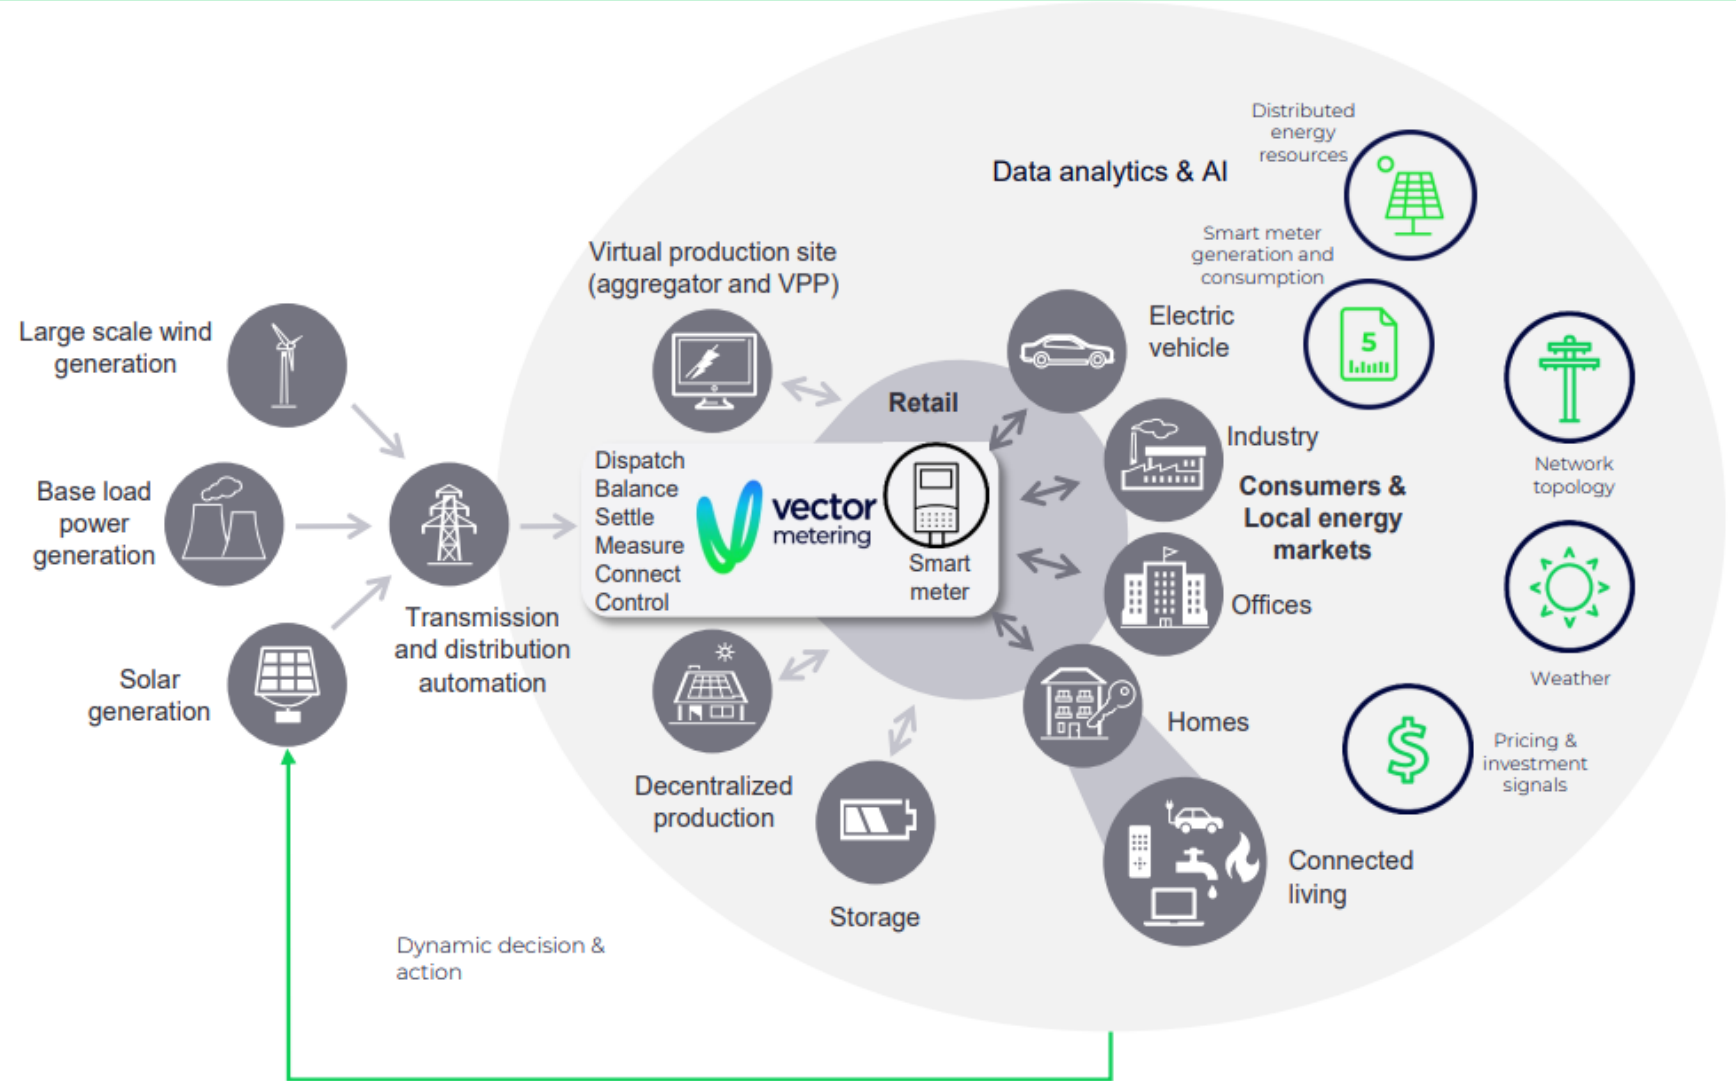 Distributed
energy
resources
Data analytics & AI
Smart meter
generation and
consumption
Virtual production site
(aggregator and VPP)
Electric
vehicle
Large scale wind
generation
Retail
5
Industry
Network
topology
Base load
power
generation
Dispatch
Balance
Settle
Measure
Connect
Control
vector
metering
Smart
meter
Consumers &
Local energy
markets
Offices
Transmission
and distribution
automation
Solar
generation
Weather
Homes
$
Pricing &
investment
signals
Decentralized
production
Connected
living
Storage
Dynamic decision &
action